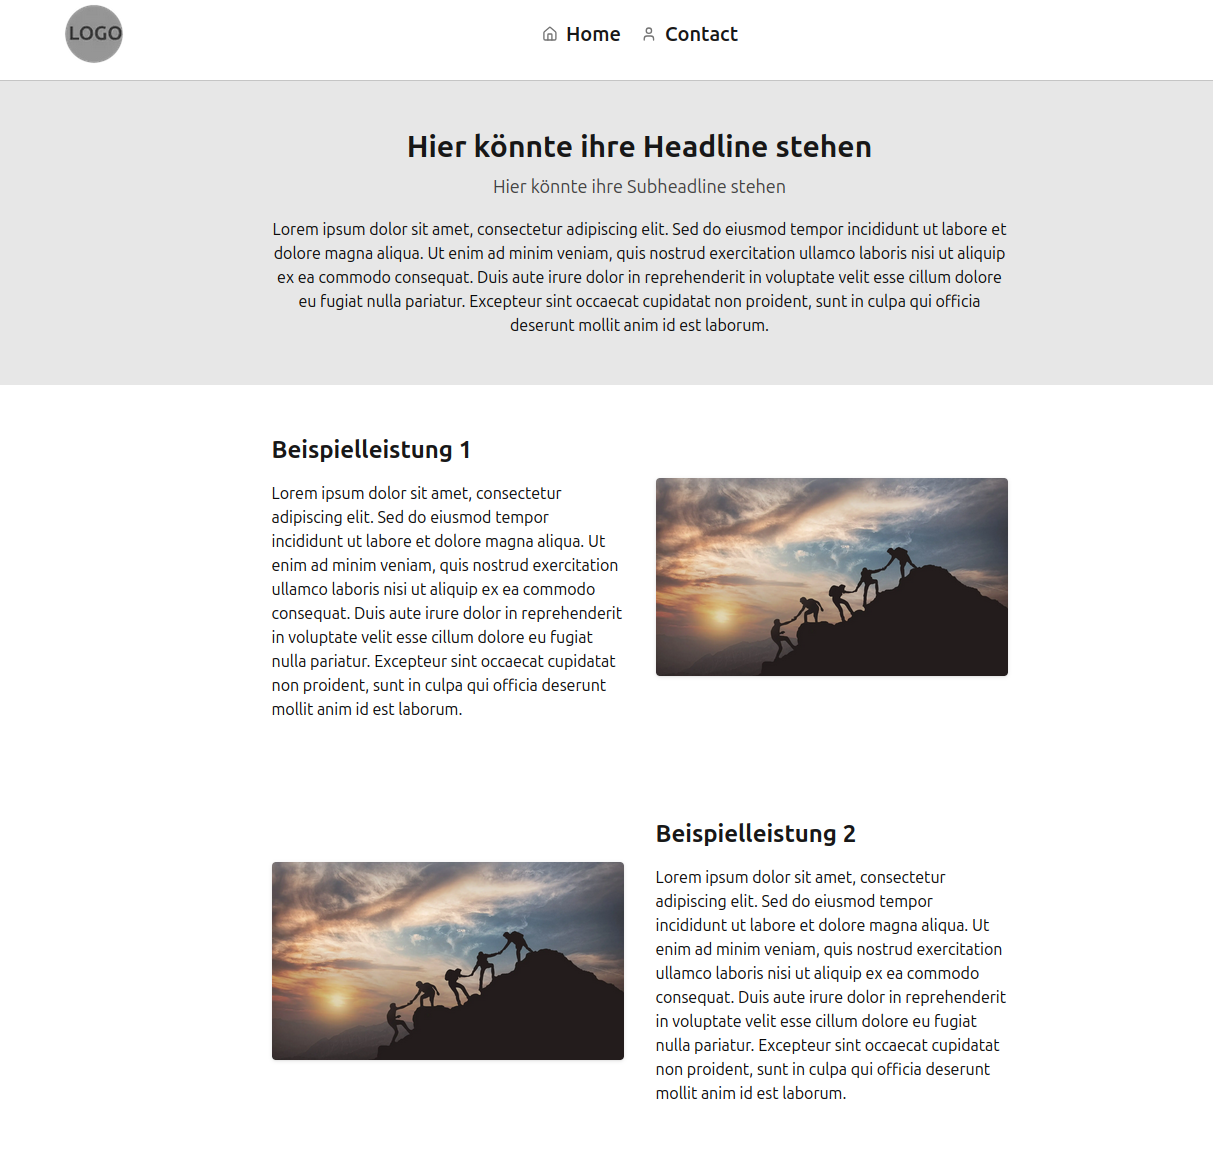 LOGO
Home
Contact
Hier könnte ihre Headline stehen
Hier könnte ihre Subheadline stehen
Lorem ipsum dolor sit amet, consectetur adipiscing elit. Sed do eiusmod tempor incididunt ut labore et
dolore magna aliqua. Ut enim ad minim veniam, quis nostrud exercitation ullamco laboris nisi ut aliquip
ex ea commodo consequat. Duis aute irure dolor in reprehenderit in voluptate velit esse cillum dolore
eu fugiat nulla pariatur. Excepteur sint occaecat cupidatat non proident, sunt in culpa qui officia
deserunt mollit anim id est laborum.
Beispielleistung 1
Lorem ipsum dolor sit amet, consectetur
adipiscing elit. Sed do eiusmod tempor
incididunt ut labore et dolore magna aliqua. Ut
enim ad minim veniam, quis nostrud exercitation
ullamco laboris nisi ut aliquip ex ea commodo
consequat. Duis aute irure dolor in reprehenderit
in voluptate velit esse cillum dolore eu fugiat
nulla pariatur. Excepteur sint occaecat cupidatat
non proident, sunt in culpa qui officia deserunt
mollit anim id est laborum.
Beispielleistung 2
Lorem ipsum dolor sit amet, consectetur
adipiscing elit. Sed do eiusmod tempor
incididunt ut labore et dolore magna aliqua. Ut
enim ad minim veniam, quis nostrud exercitation
ullamco laboris nisi ut aliquip ex ea commodo
consequat. Duis aute irure dolor in reprehenderit
in voluptate velit esse cillum dolore eu fugiat
nulla pariatur. Excepteur sint occaecat cupidatat
non proident, sunt in culpa qui officia deserunt
mollit anim id est laborum.